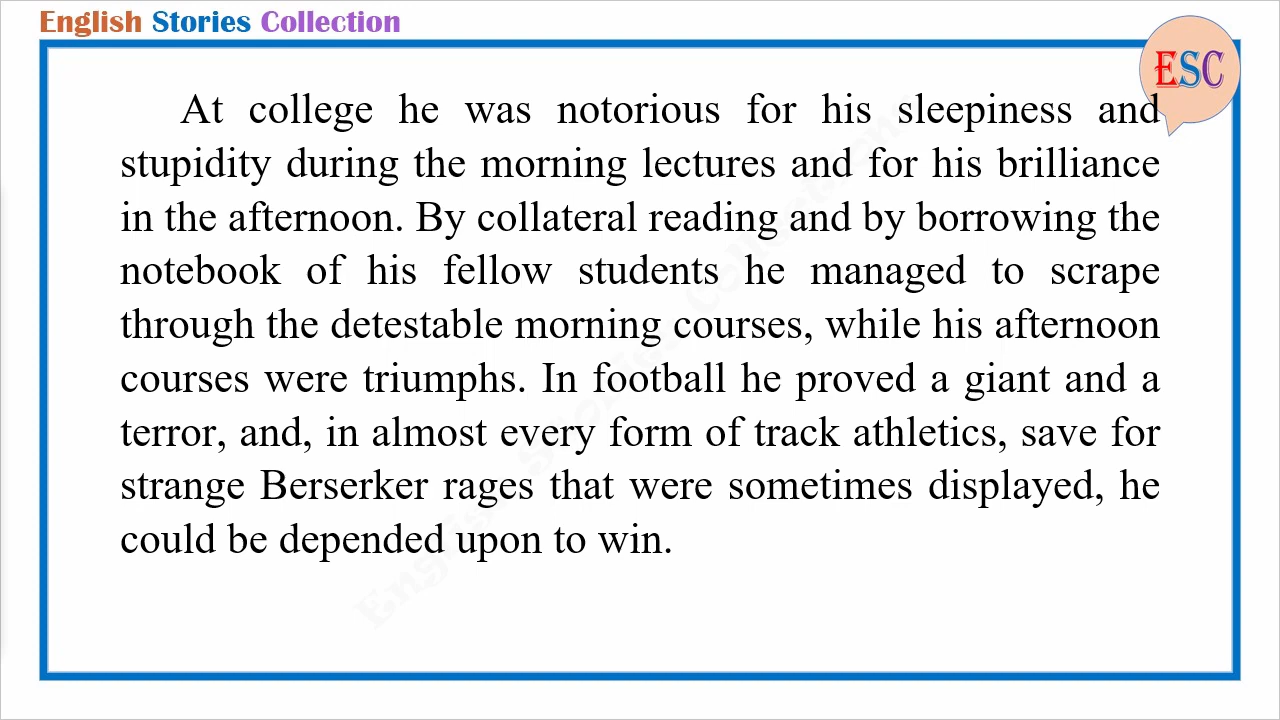 English Stories Collection
ESC
At college he was notorious for his sleepiness and
stupidity during the morning lectures and for his brilliance
in the afternoon. By collateral reading and by borrowing the
notebook of his fellow students he managed to scrape
through the detestable morning courses, while his afternoon
courses were triumphs. In football he proved a giant and a
terror, and, in almost every form of track athletics, save for
strange Berserker rages that were sometimes displayed, he
could be depended upon to win.
English Stories Collection